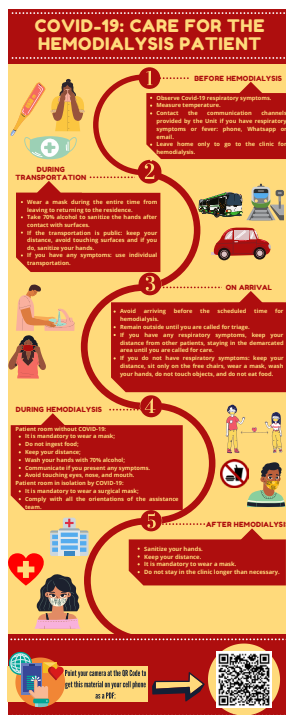 COVID-19: CARE FOR THE
HEMODIALYSIS PATIENT
1
BEFORE HEMODIALYSIS
Observe Covid-19 respiratory symptoms.
Measure temperature.
Contact the communication channels
provided by the Unit if you have respiratory
symptoms or fever: phone, Whatsapp or
email.
Leave home only to go to the clinic for
hemodialysis.
DURING
TRANSPORTATION
2
Wear a mask during the entire time from
leaving to returning to the residence.
Take 70% alcohol to sanitize the hands after
contact with surfaces.
If the transportation is public: keep your
distance, avoid touching surfaces and if you
do, sanitize your hands.
If you have any symptoms: use individual
transportation.
3
ON ARRIVAL
Avoid arriving before the scheduled time for
hemodialysis.
Remain outside until you are called for triage.
If you have any respiratory symptoms, keep your
distance from other patients, staying in the demarcated
area until you are called for care.
If you do not have respiratory symptoms: keep your
distance, sit only on the free chairs, wear a mask, wash
your hands, do not touch objects, and do not eat food.
DURING HEMODIALYSIS
4
Patient room without COVID-19:
It is mandatory to wear a mask;
Do not ingest food;
Keep your distance;
Wash your hands with 70% alcohol;
Communicate if you present any symptoms.
Avoid touching eyes, nose, and mouth.
Patient room in isolation by COVID-19:
It is mandatory to wear a surgical mask;
Comply with all the orientations of the assistance
team.
5
AFTER HEMODIALYSI
Sanitize your hands.
Keep your distance.
It is mandatory to wear a mask.
Do not stay in the clinic longer than necessary.
Point your camera at the QR Code to
get this material on your cell phone
as a PDF: